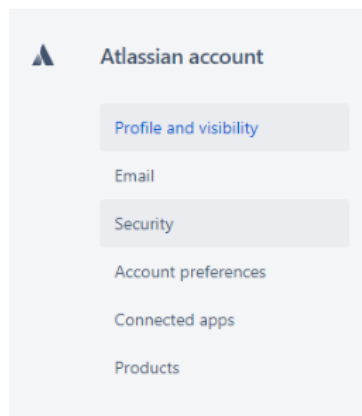 Atlassian account
Profile and visibility
Email
Security
Account preferences
Connected apps
Products